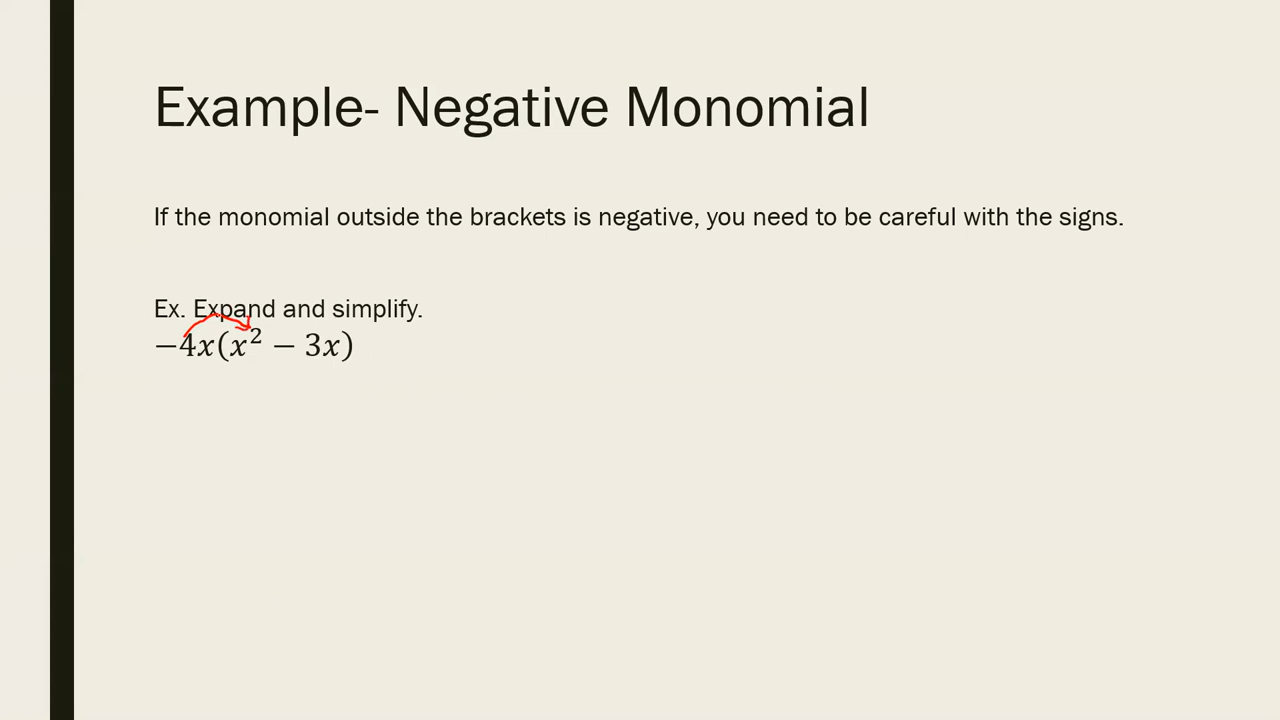 Example- Negative Monomial
If the monomial outside the brackets is negative, you need to be careful with the signs.
Ex. Expand and simplify.
−4x(x² − 3x)